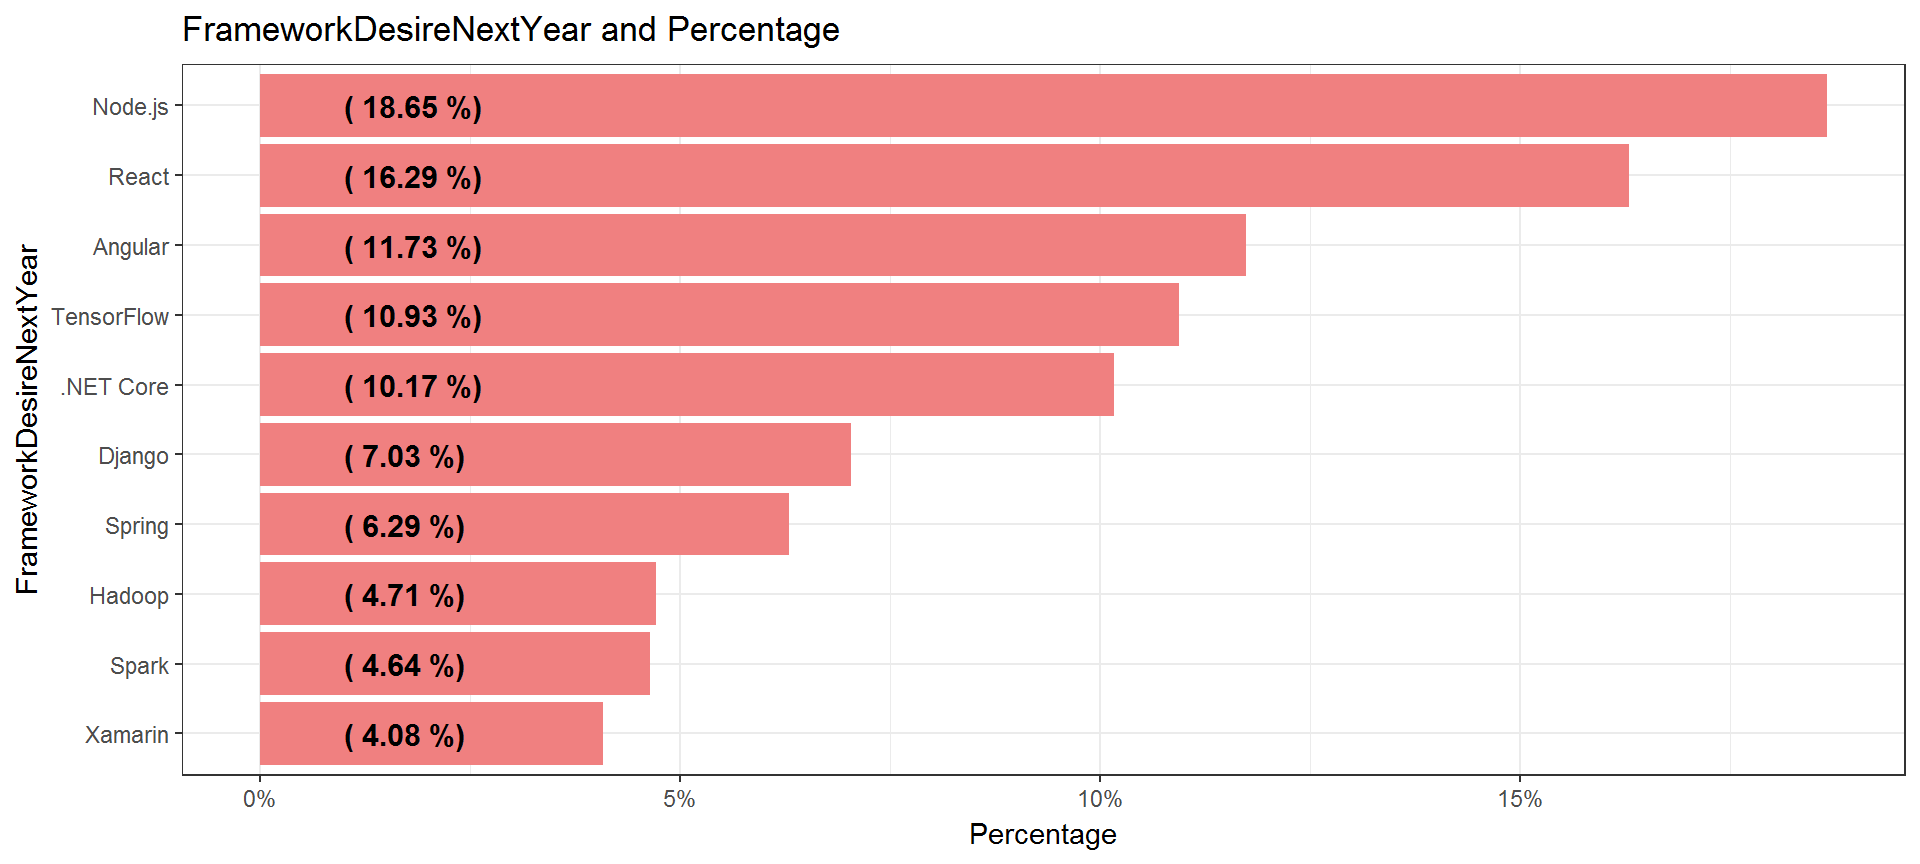 FrameworkDesireNextYear and Percentage
FrameworkDesireNextYear
Node.js ( 18.65 %)
React ( 16.29 %)
Angular ( 11.73 %)
TensorFlow ( 10.93 %)
.NET Core ( 10.17 %)
Django ( 7.03 %)
Spring ( 6.29 %)
Hadoop ( 4.71 %)
Spark ( 4.64 %)
Xamarin ( 4.08 %)
0% 5% 10% 15%
Percentage